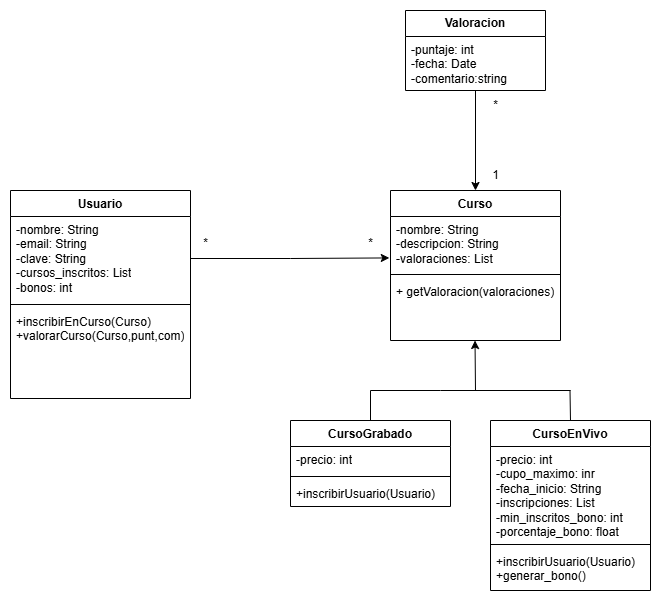 Valoracion
-puntaje: int
-fecha: Date
-comentario:string
*
1
Usuario
-nombre: String
-email: String
-clave: String
-cursos_inscritos: List
-bonos: int
+inscribirEnCurso(Curso)
+valorarCurso(Curso,punt,com)
*
*
Curso
-nombre: String
-descripcion: String
-valoraciones: List
+ getValoracion(valoraciones)
CursoGrabado
-precio: int
+inscribirUsuario(Usuario)
CursoEnVivo
-precio: int
-cupo_maximo: inr
-fecha_inicio: String
-inscripciones: List
-min_inscritos_bono: int
-porcentaje_bono: float
+inscribirUsuario(Usuario)
+generar_bono()